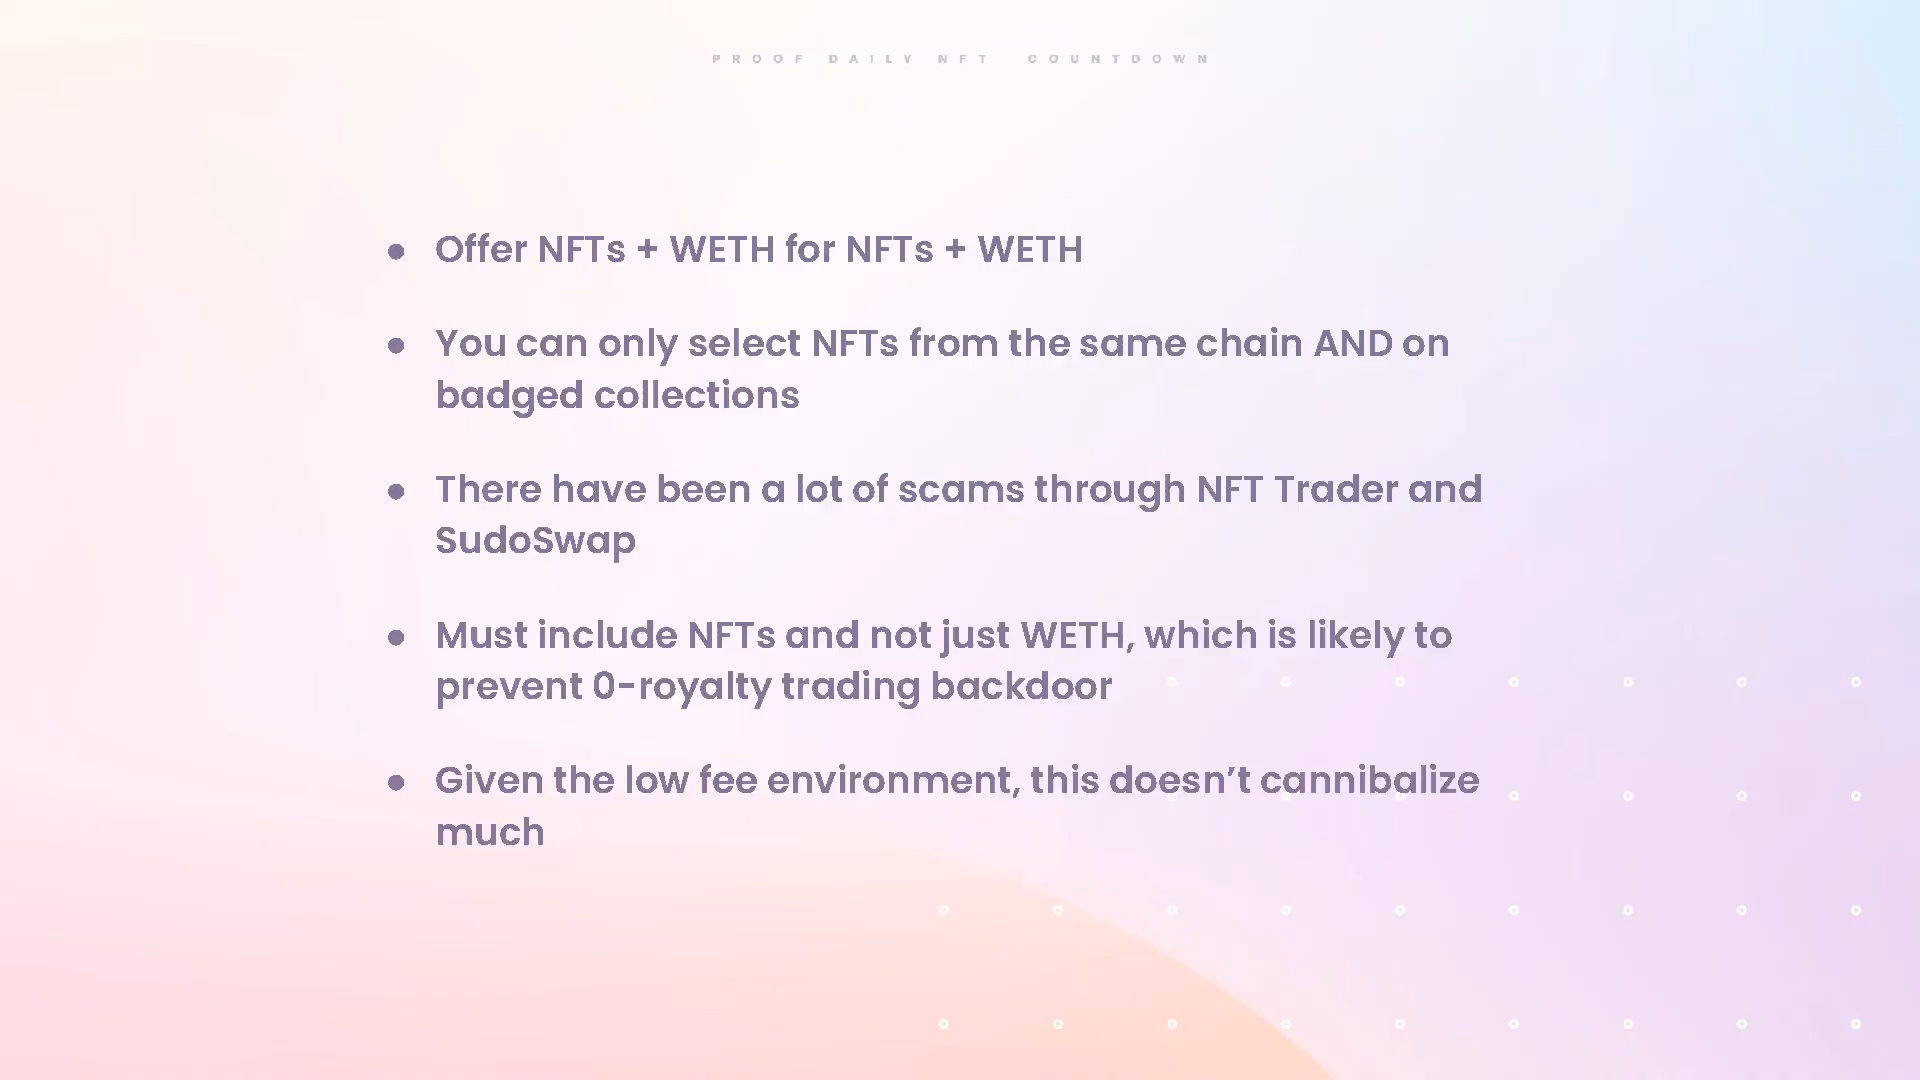 PROOF DAILY NFT COUNTDOWN
● Offer NFTs + WETH for NFTs + WETH
● You can only select NFTs from the same chain AND on
badged collections
● There have been a lot of scams through NFT Trader and
SudoSwap
● Must include NFTs and not just WETH, which is likely to
prevent 0-royalty trading backdoor
● Given the low fee environment, this doesn’t cannibalize
much